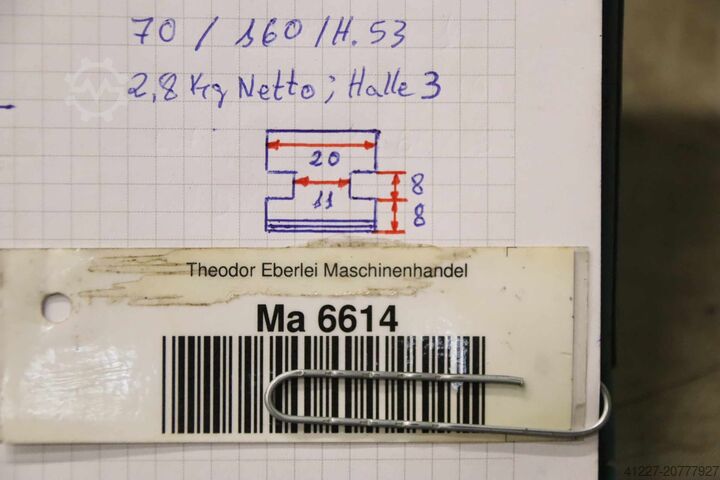 70 / 160 / H. 53
2,8 Kg Netto ; Halle 3
20
11
8
8
Theodor Eberlei Maschinenhandel
Ma 6614
41227-20777927